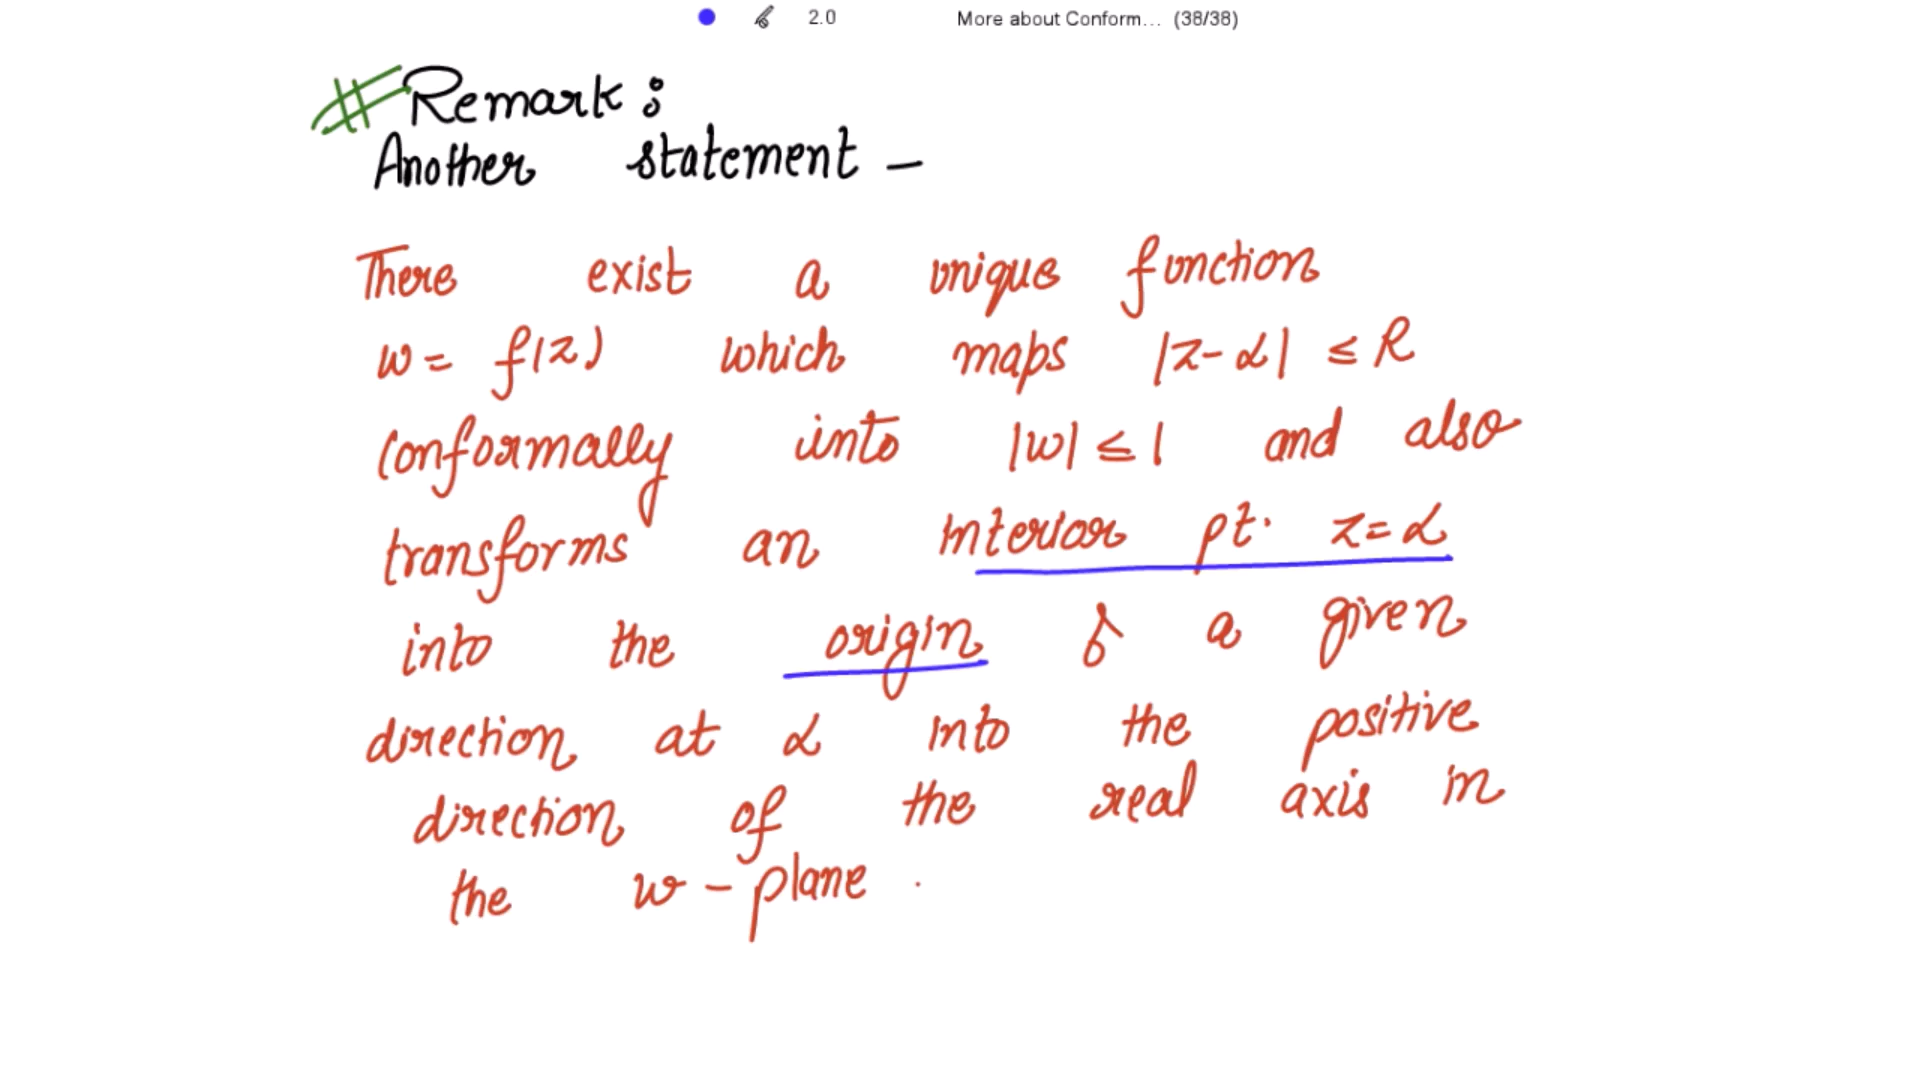 2.0 More about Conform... (38/38)
# Remark :
Another statement -
There exist a unique function
w = f(z) which maps |z-α| ≤ R
conformally into |w| ≤ 1 and also
transforms an interior pt. z=α
into the origin & a given
direction at α into the positive
direction of the real axis in
the w - plane .